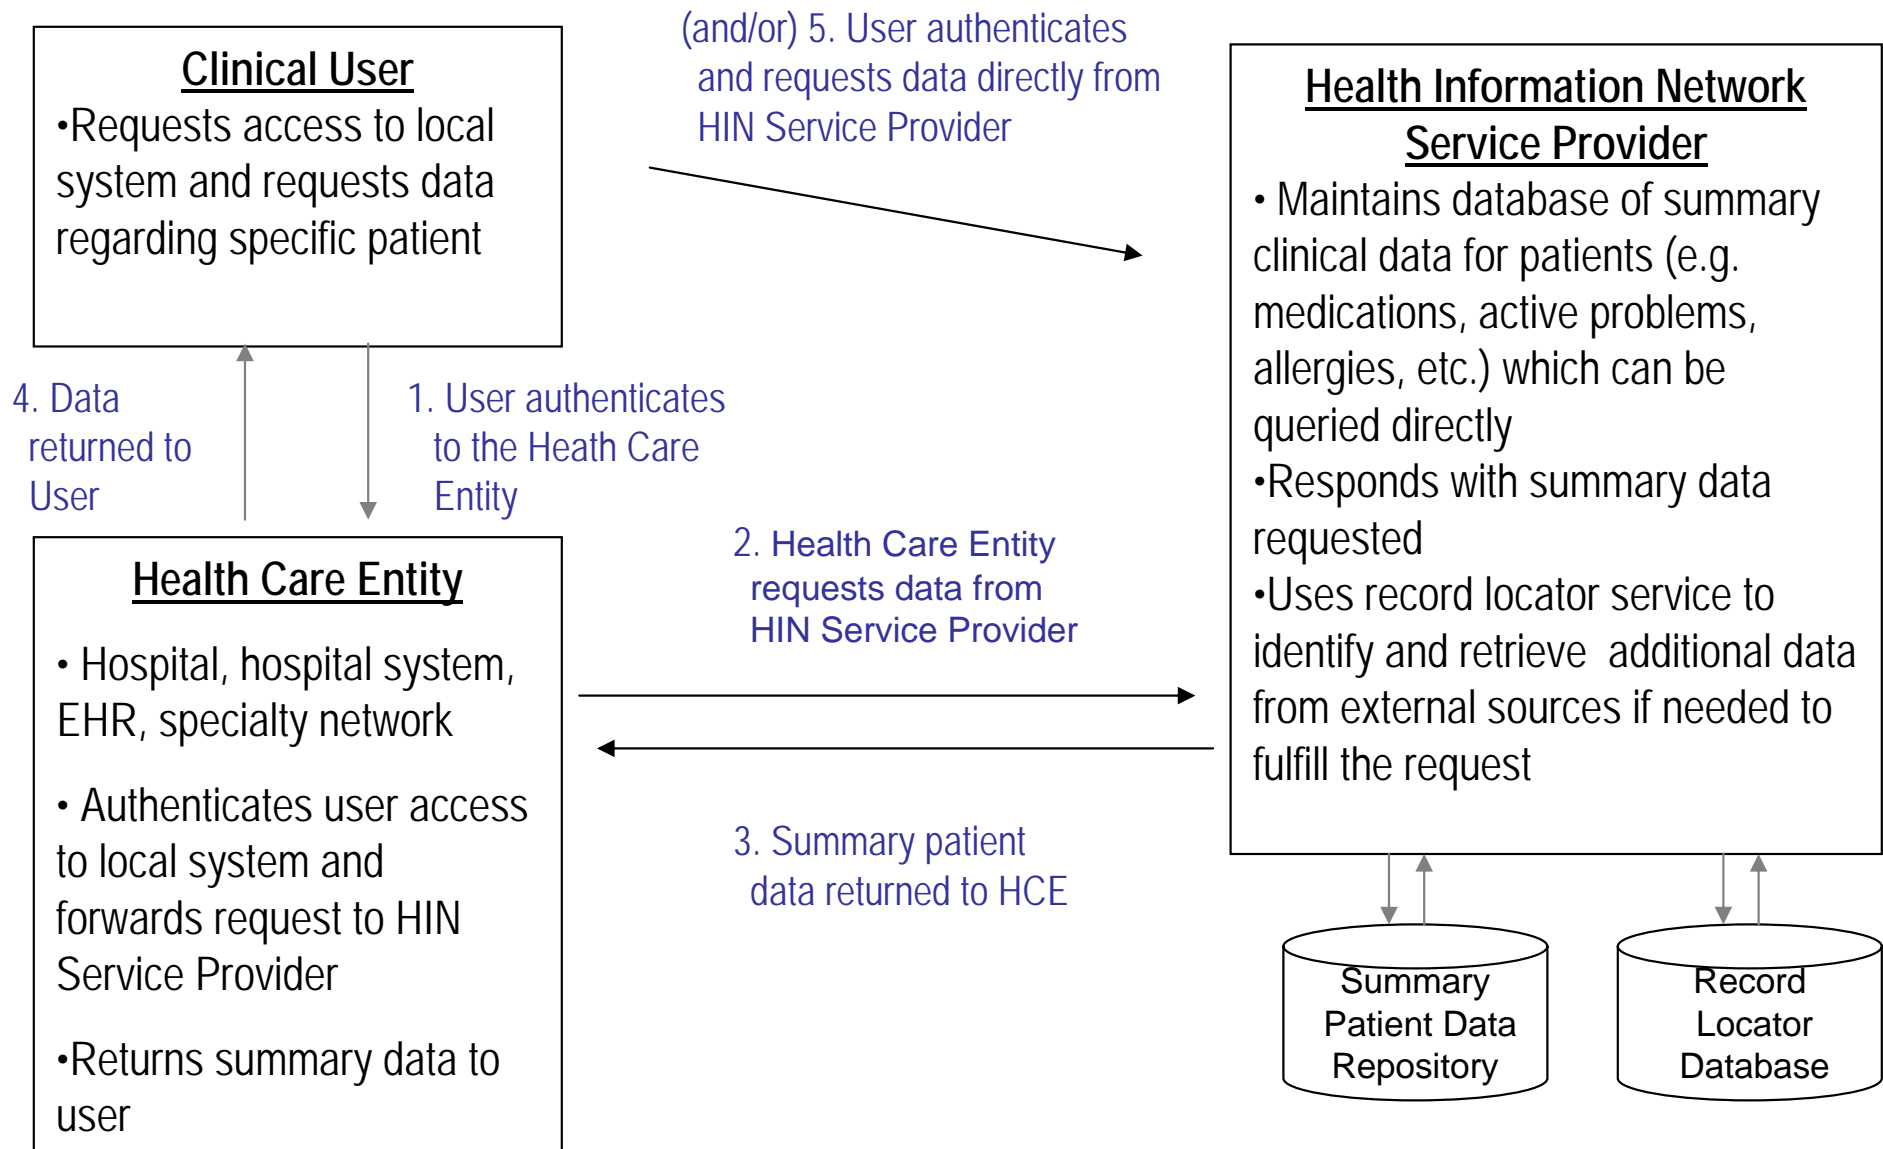 Clinical User
•Requests access to local
system and requests data
regarding specific patient
(and/or) 5. User authenticates
and requests data directly from
HIN Service Provider
Health Information Network
Service Provider
• Maintains database of summary
clinical data for patients (e.g.
medications, active problems,
allergies, etc.) which can be
queried directly
•Responds with summary data
requested
•Uses record locator service to
identify and retrieve additional data
from external sources if needed to
fulfill the request
4. Data
returned to
User
1. User authenticates
to the Heath Care
Entity
Health Care Entity
• Hospital, hospital system,
EHR, specialty network
• Authenticates user access
to local system and
forwards request to HIN
Service Provider
•Returns summary data to
user
2. Health Care Entity
requests data from
HIN Service Provider
3. Summary patient
data returned to HCE
Summary
Patient Data
Repository
Record
Locator
Database